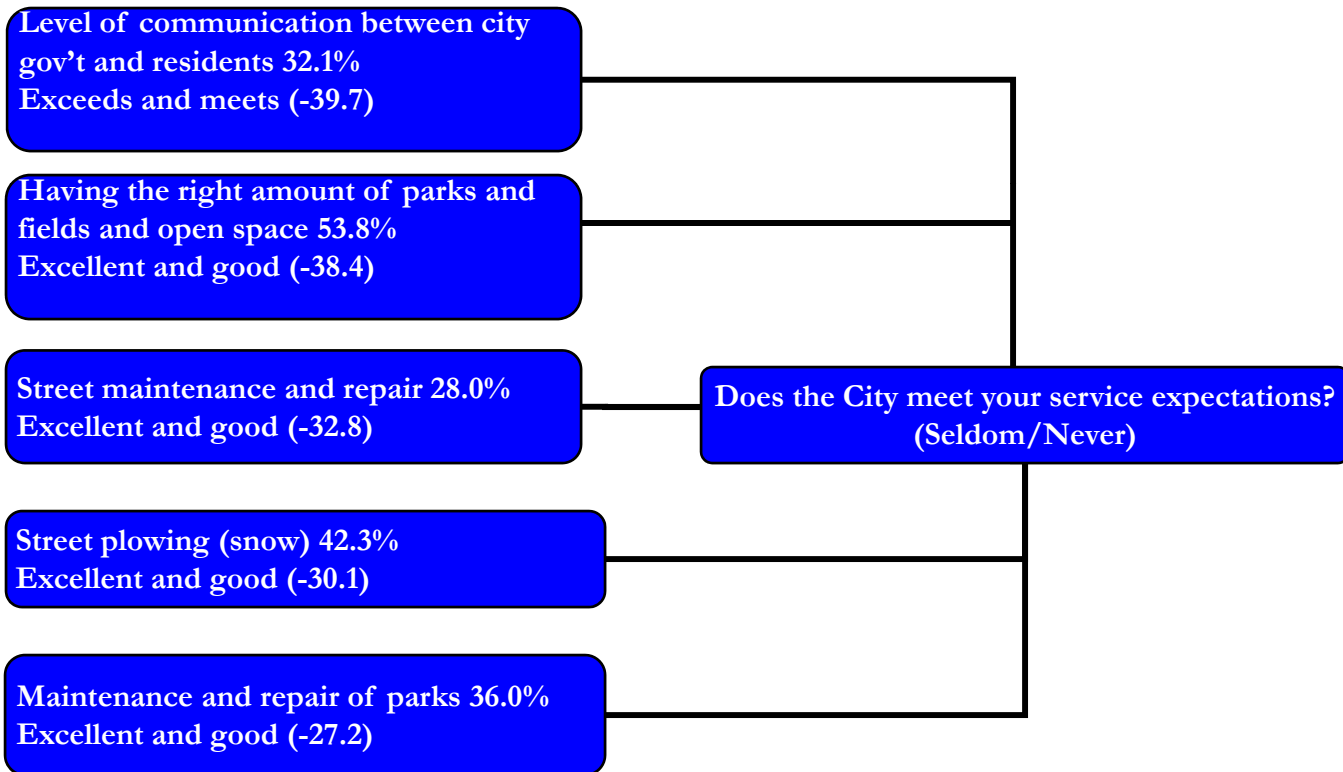 Level of communication between city
gov’t and residents 32.1%
Exceeds and meets (-39.7)
Having the right amount of parks and
fields and open space 53.8%
Excellent and good (-38.4)
Street maintenance and repair 28.0%
Excellent and good (-32.8)
Does the City meet your service expectations?
(Seldom/Never)
Street plowing (snow) 42.3%
Excellent and good (-30.1)
Maintenance and repair of parks 36.0%
Excellent and good (-27.2)